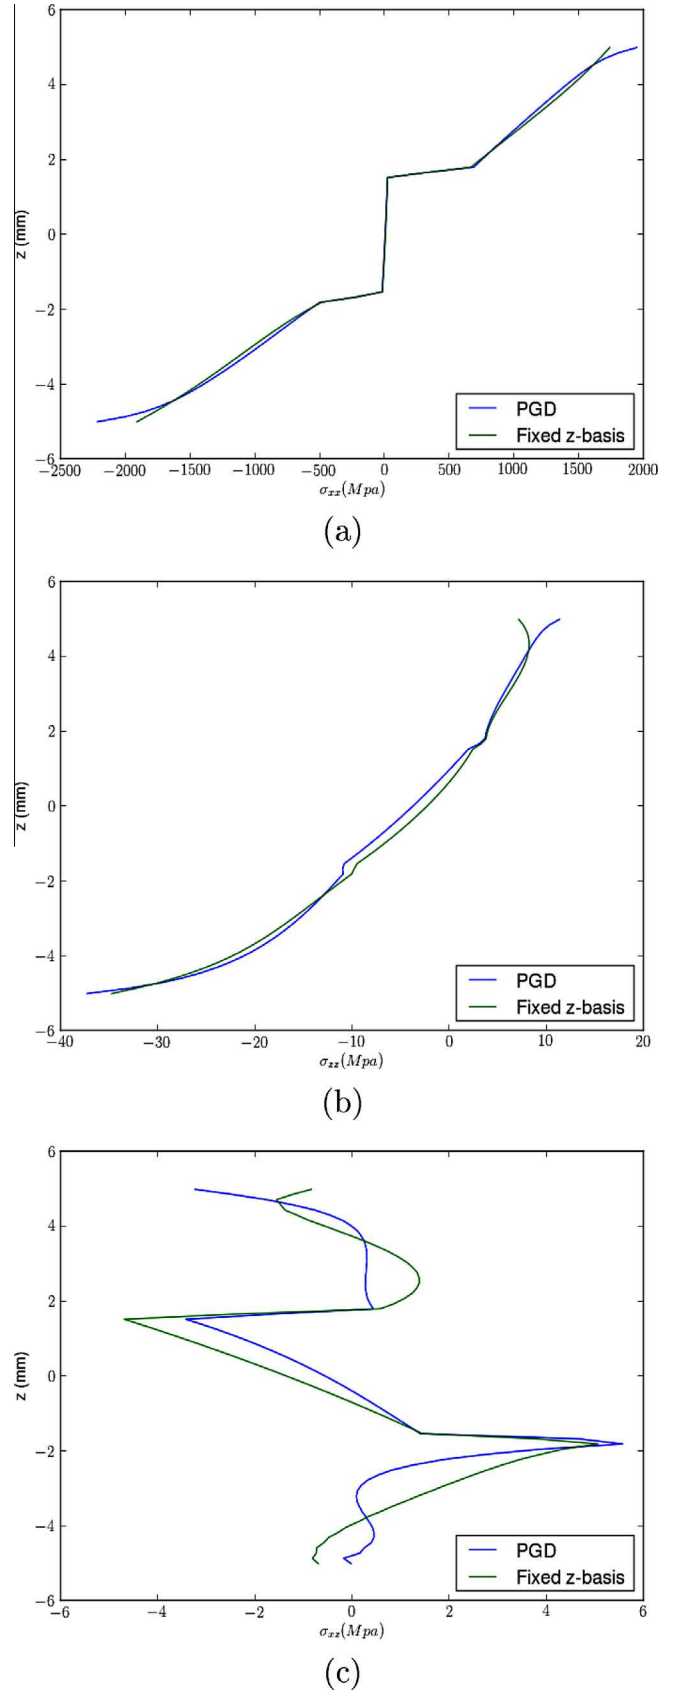 6
4
2
0
−2
−4
−6
z (mm)
−2500 −2000 −1500 −1000 −500 0 500 1000 1500 2000
σxx(Mpa)
PGD
Fixed z-basis
(a)
6
4
2
0
−2
−4
−6
z (mm)
−40 −30 −20 −10 0 10 20
σzz(Mpa)
PGD
Fixed z-basis
(b)
6
4
2
0
−2
−4
−6
z (mm)
−6 −4 −2 0 2 4 6
σxz(Mpa)
PGD
Fixed z-basis
(c)